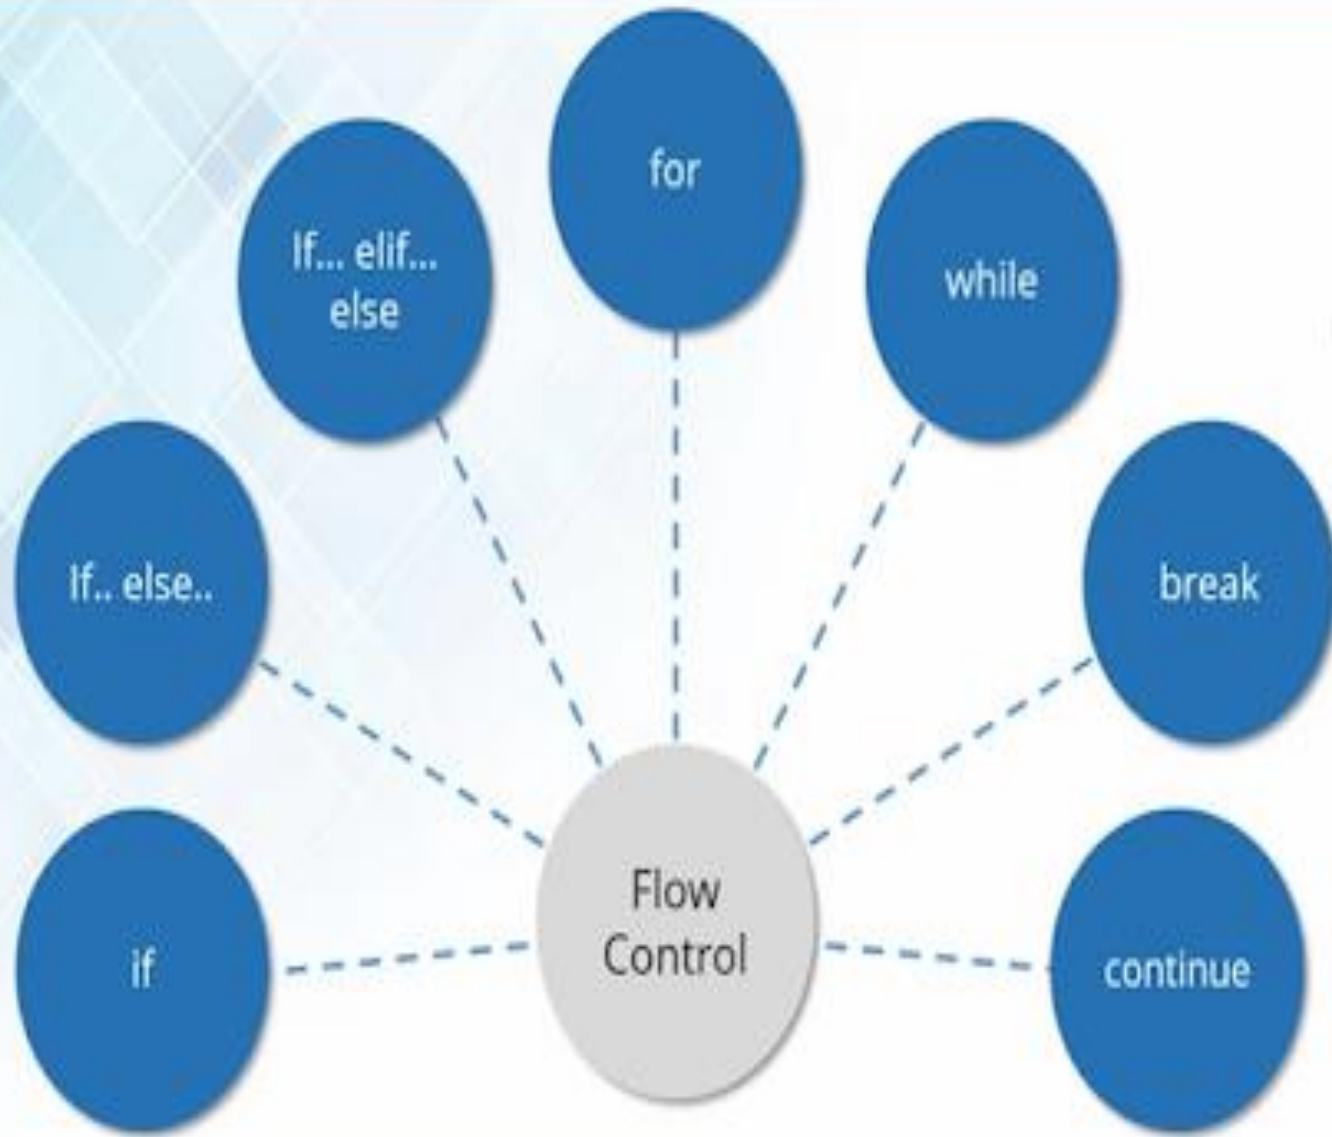 for
If... elif...
else
while
If.. else..
break
if
Flow
Control
continue